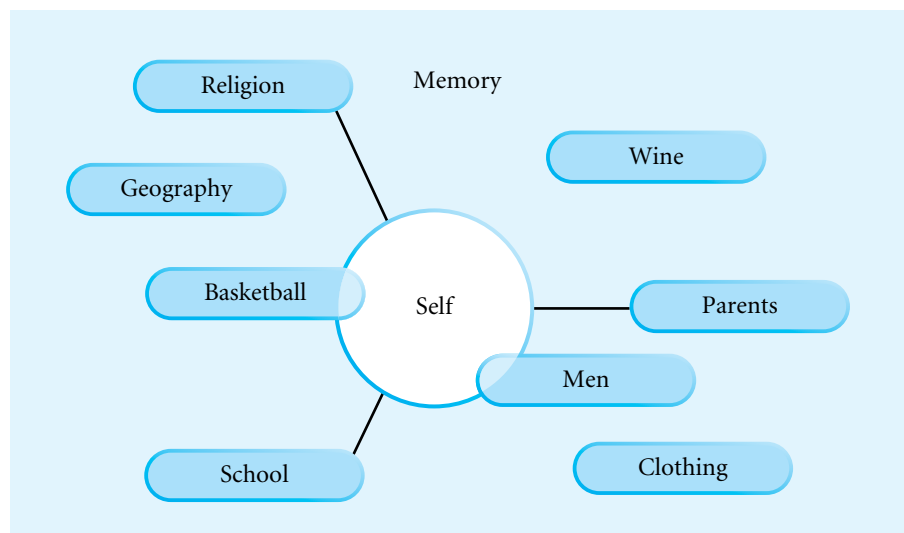 Religion
Memory
Wine
Geography
Basketball
Self
Parents
Men
School
Clothing